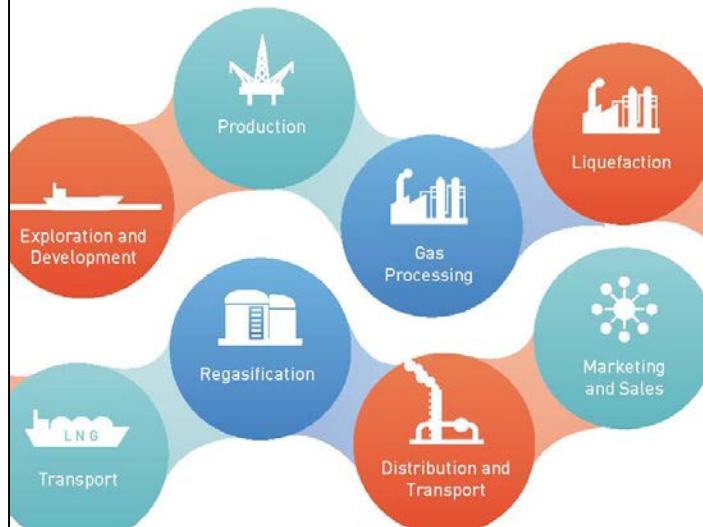 Production
Liquefaction
Exploration and
Development
Gas
Processing
Regasification
Marketing
and Sales
LNG
Transport
Distribution and
Transport